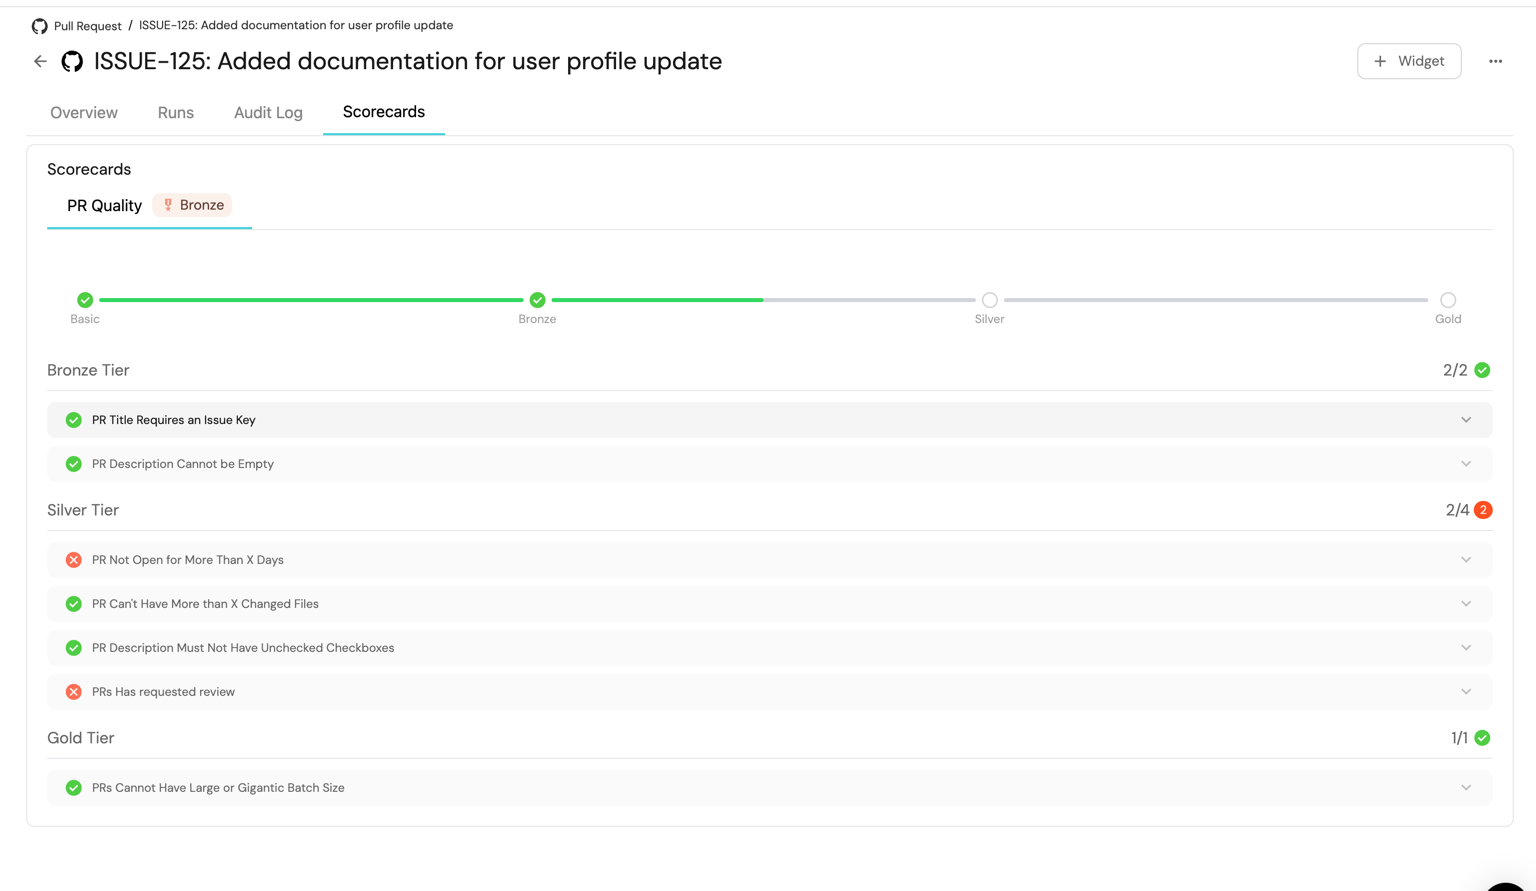 Pull Request / ISSUE-125: Added documentation for user profile update
ISSUE-125: Added documentation for user profile update
+ Widget
Overview Runs Audit Log Scorecards
Scorecards
PR Quality Bronze
Basic Bronze Silver Gold
Bronze Tier 2/2
PR Title Requires an Issue Key
PR Description Cannot be Empty
Silver Tier 2/4 2
PR Not Open for More Than X Days
PR Can't Have More than X Changed Files
PR Description Must Not Have Unchecked Checkboxes
PRs Has requested review
Gold Tier 1/1
PRs Cannot Have Large or Gigantic Batch Size